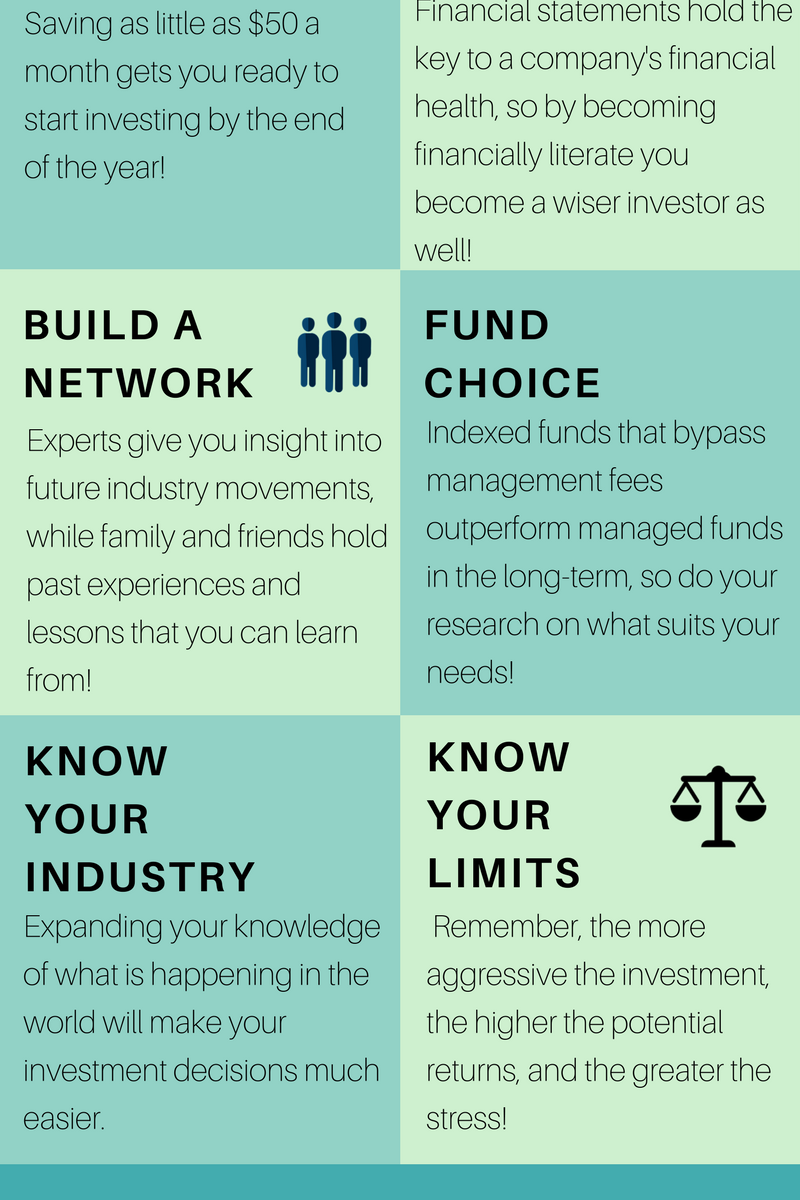 Saving as little as $50 a
month gets you ready to
start investing by the end
of the year!
Financial statements hold the
key to a company's financial
health, so by becoming
financially literate you
become a wiser investor as
well!
BUILD A
NETWORK
Experts give you insight into
future industry movements,
while family and friends hold
past experiences and
lessons that you can learn
from!
FUND
CHOICE
Indexed funds that bypass
management fees
outperform managed funds
in the long-term, so do your
research on what suits your
needs!
KNOW
YOUR
INDUSTRY
Expanding your knowledge
of what is happening in the
world will make your
investment decisions much
easier.
KNOW
YOUR
LIMITS
Remember, the more
aggressive the investment,
the higher the potential
returns, and the greater the
stress!